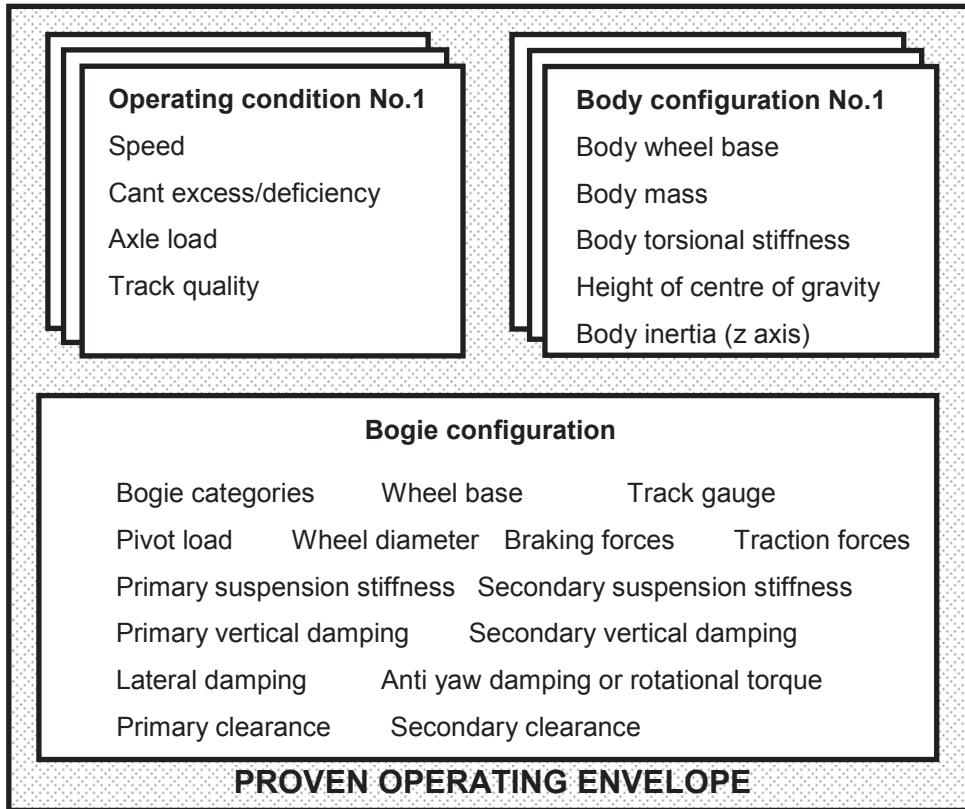 Operating condition No.1
Speed
Cant excess/deficiency
Axle load
Track quality
Body configuration No.1
Body wheel base
Body mass
Body torsional stiffness
Height of centre of gravity
Body inertia (z axis)
Bogie configuration
Bogie categories Wheel base Track gauge
Pivot load Wheel diameter Braking forces Traction forces
Primary suspension stiffness Secondary suspension stiffness
Primary vertical damping Secondary vertical damping
Lateral damping Anti yaw damping or rotational torque
Primary clearance Secondary clearance
PROVEN OPERATING ENVELOPE